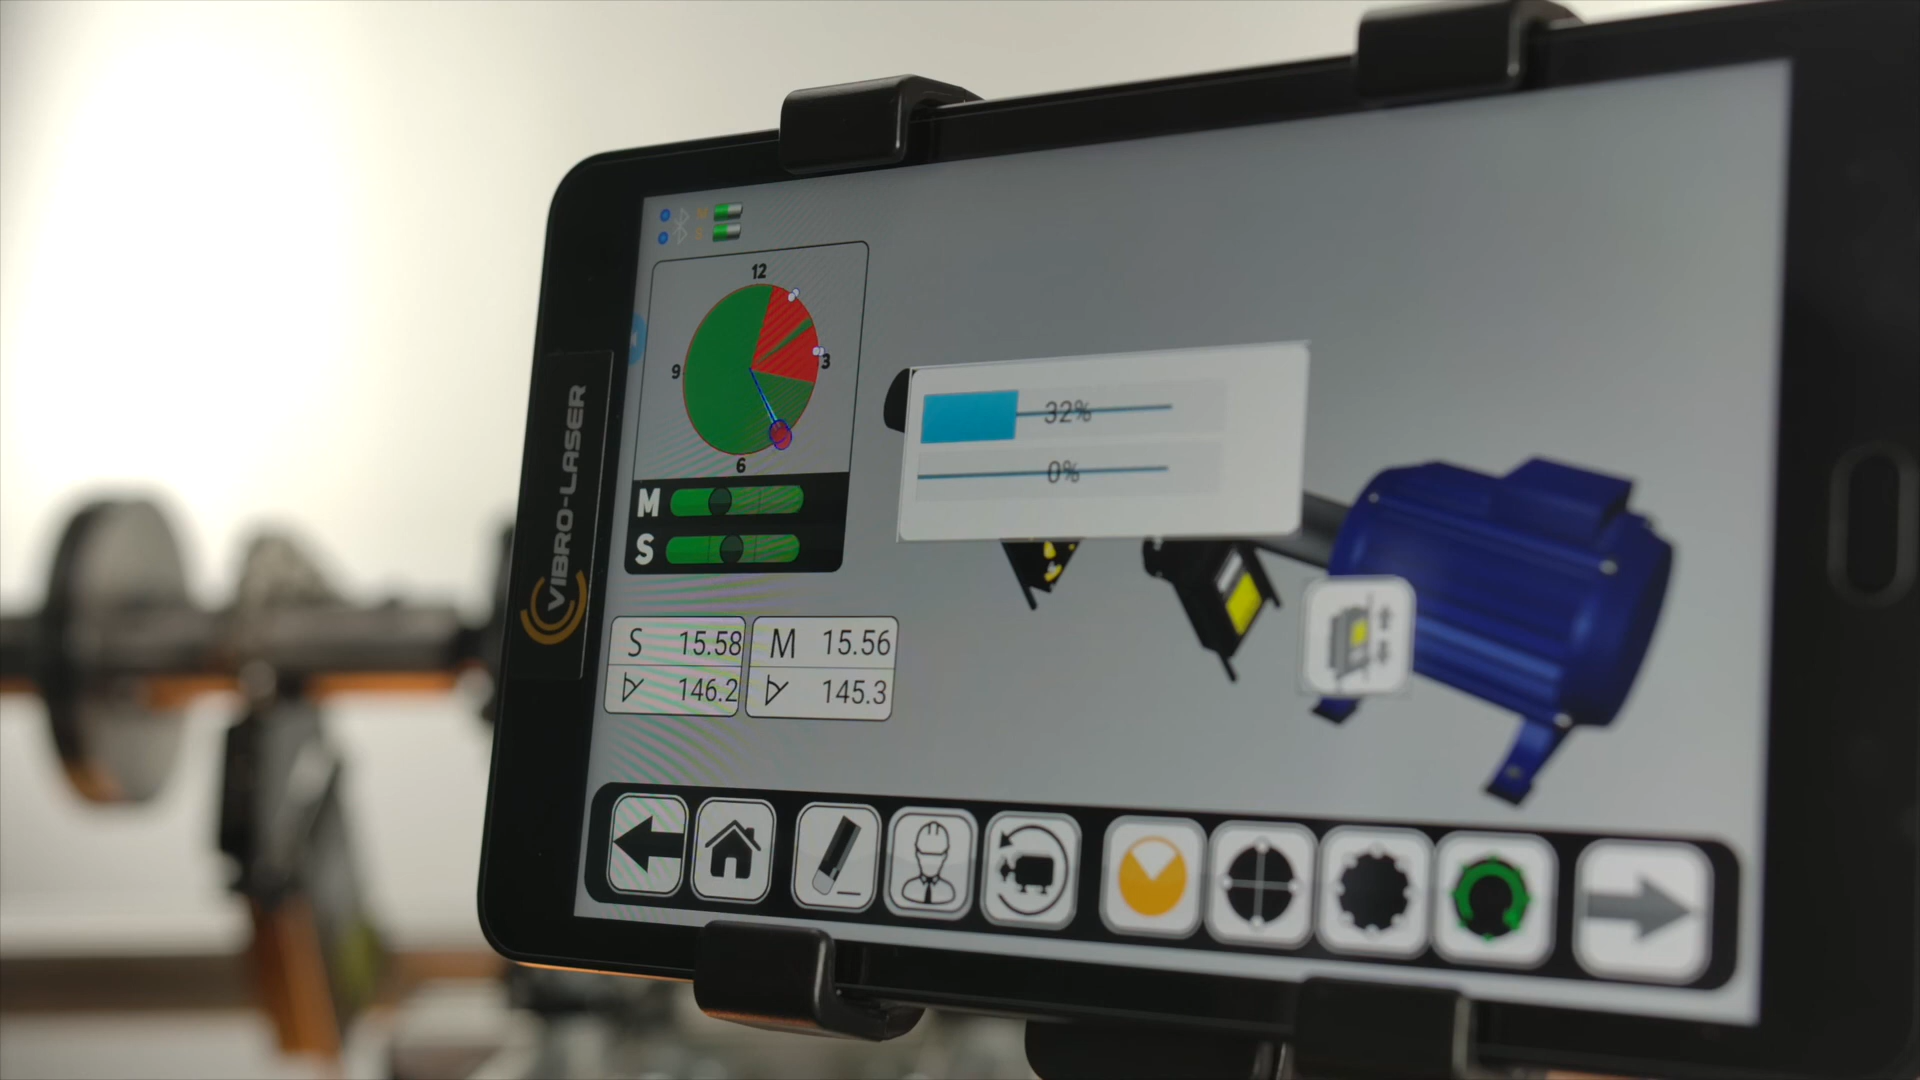 M
S
12
9
3
6
M
S
S 15.58
146.2
M 15.56
145.3
32%
0%
VIBRO-LASER